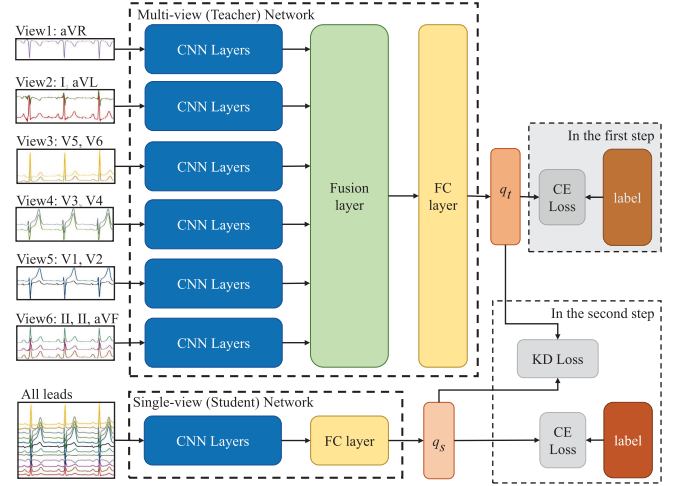 Multi-view (Teacher) Network
View1: aVR
CNN Layers
View2: I, aVL
CNN Layers
View3: V5, V6
CNN Layers
View4: V3, V4
CNN Layers
View5: V1, V2
CNN Layers
View6: II, II, aVF
CNN Layers
Fusion
layer
FC
layer
q_t
In the first step
CE
Loss
label
In the second step
KD Loss
All leads
Single-view (Student) Network
CNN Layers
FC layer
q_s
CE
Loss
label